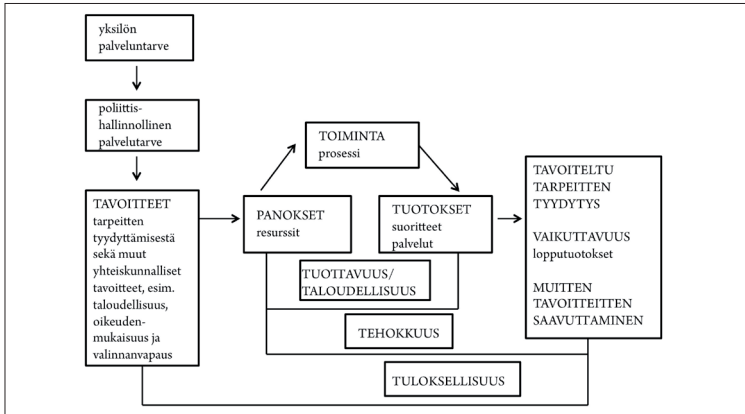 yksilön
palveluntarve
poliittis-
hallinnollinen
palvelutarve
TAVOITTEET
tarpeitten
tyydyttämisestä
sekä muut
yhteiskunnalliset
tavoitteet, esim.
taloudellisuus,
oikeuden-
mukaisuus ja
valinnanvapaus
PANOKSET
resurssit
TOIMINTA
prosessi
TUOTOKSET
suoritteet
palvelut
TAVOITELTU
TARPEITTEN
TYYDYTYS
VAIKUTTAVUUS
lopputuotokset
MUITTEN
TAVOITTEITTEN
SAAVUTTAMINEN
TUOTTAVUUS/
TALOUDELLISUUS
TEHOKKUUS
TULOKSELLISUUS